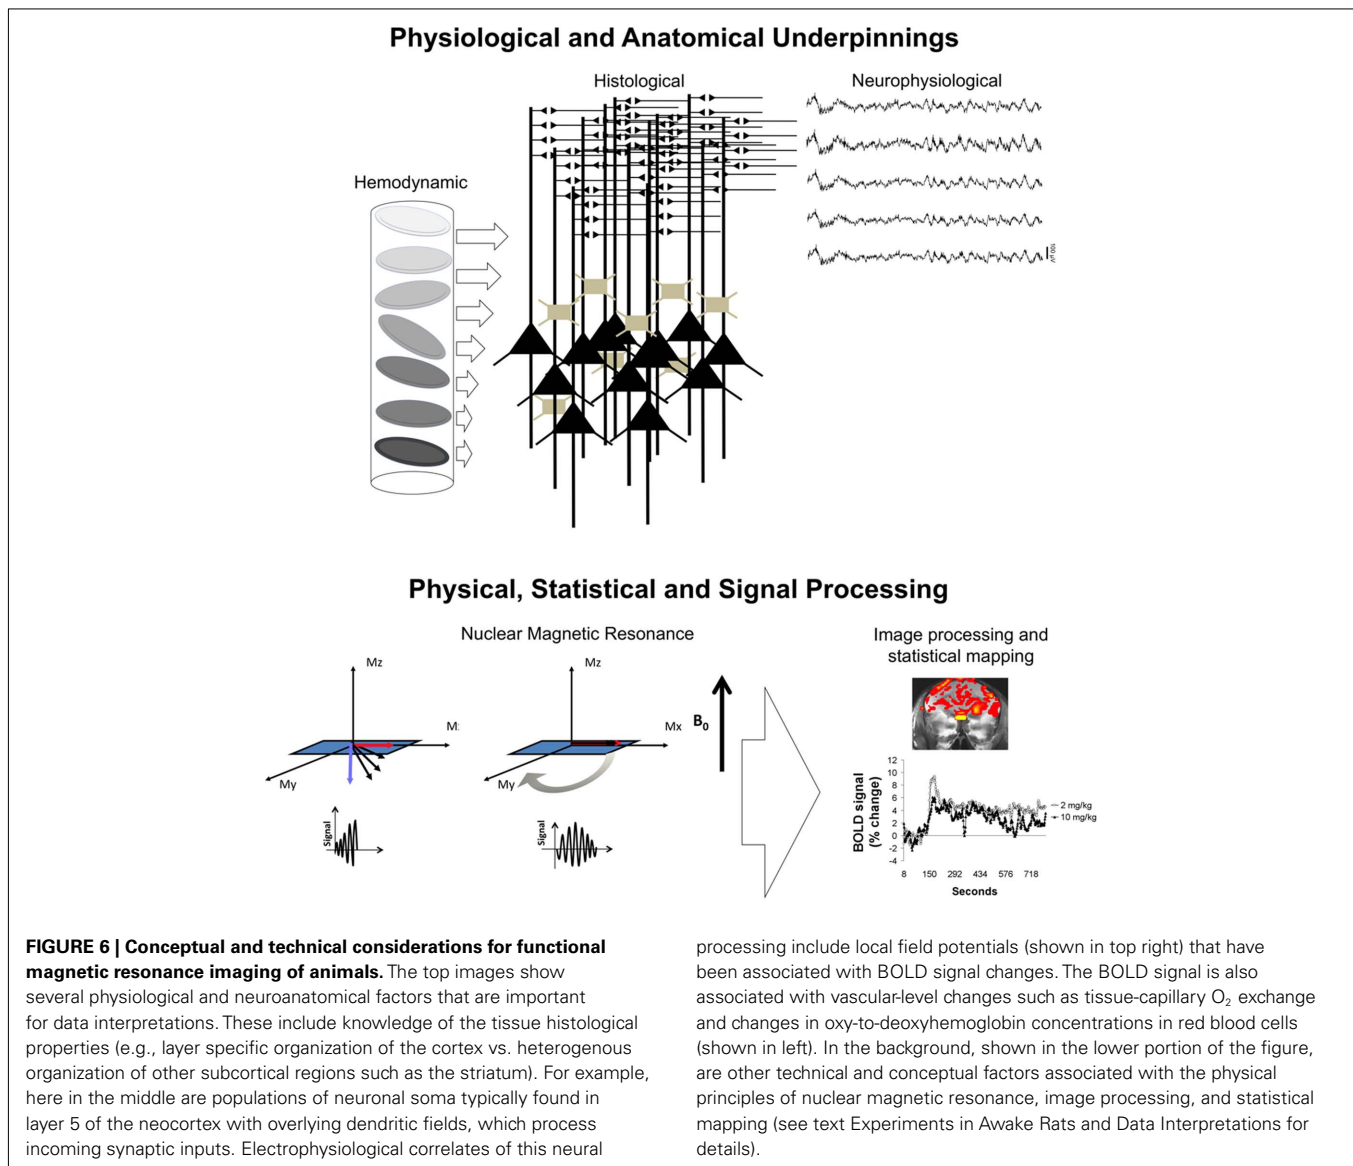 Physiological and Anatomical Underpinnings
Histological
Neurophysiological
Hemodynamic
100 µV
Physical, Statistical and Signal Processing
Nuclear Magnetic Resonance
Image processing and
statistical mapping
Mz
M:
My
Signal
Mz
Mx
My
Signal
B₀
BOLD signal
(% change)
12
10
8
6
4
2
0
-2
-4
8 150 292 434 576 718
Seconds
2 mg/kg
10 mg/kg
FIGURE 6 | Conceptual and technical considerations for functional
magnetic resonance imaging of animals. The top images show
several physiological and neuroanatomical factors that are important
for data interpretations. These include knowledge of the tissue histological
properties (e.g., layer specific organization of the cortex vs. heterogenous
organization of other subcortical regions such as the striatum). For example,
here in the middle are populations of neuronal soma typically found in
layer 5 of the neocortex with overlying dendritic fields, which process
incoming synaptic inputs. Electrophysiological correlates of this neural
processing include local field potentials (shown in top right) that have
been associated with BOLD signal changes. The BOLD signal is also
associated with vascular-level changes such as tissue-capillary O₂ exchange
and changes in oxy-to-deoxyhemoglobin concentrations in red blood cells
(shown in left). In the background, shown in the lower portion of the figure,
are other technical and conceptual factors associated with the physical
principles of nuclear magnetic resonance, image processing, and statistical
mapping (see text Experiments in Awake Rats and Data Interpretations for
details).